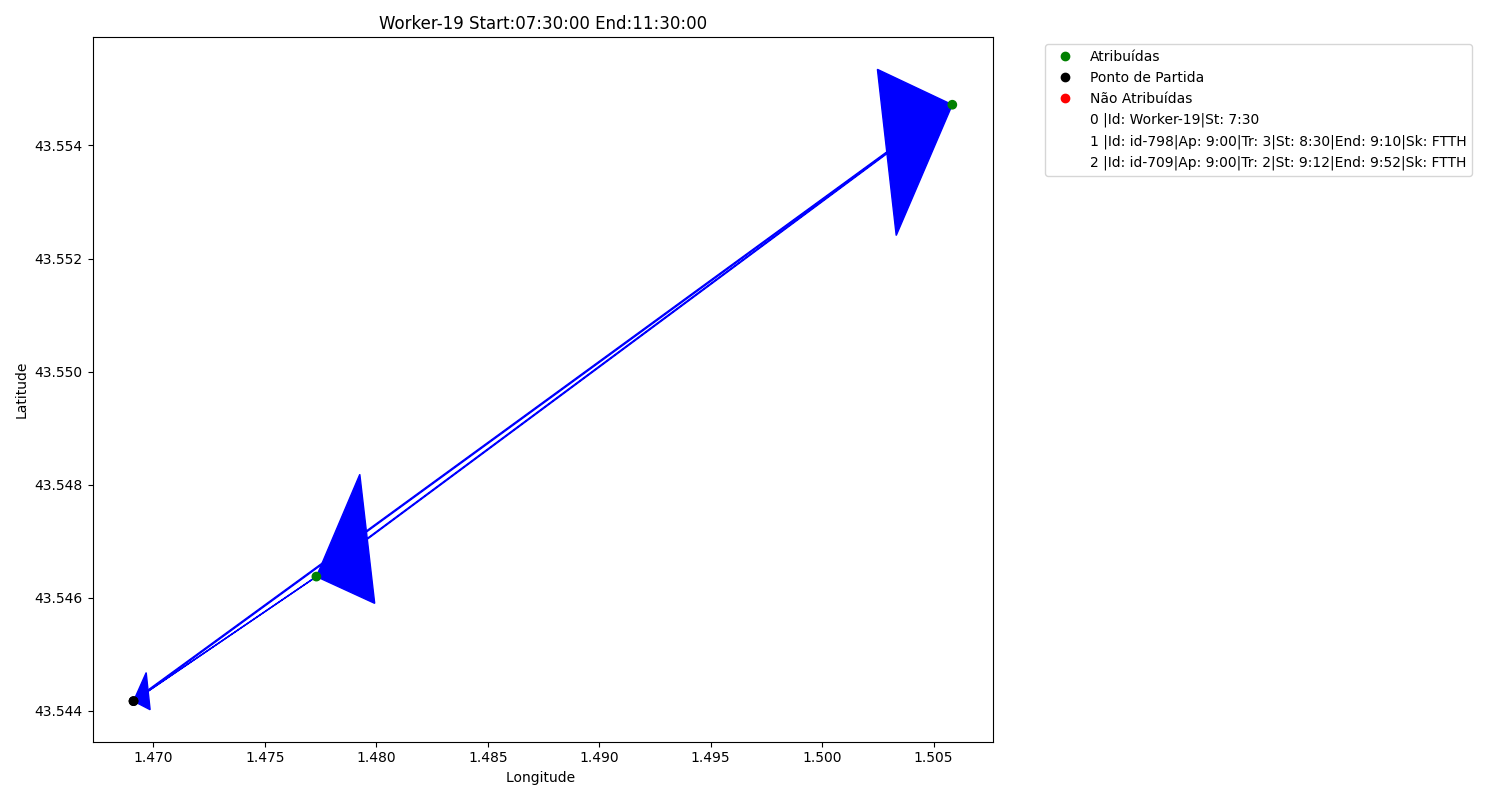 Worker-19 Start:07:30:00 End:11:30:00
Atribuídas
Ponto de Partida
Não Atribuídas
0 |Id: Worker-19|St: 7:30
1 |Id: id-798|Ap: 9:00|Tr: 3|St: 8:30|End: 9:10|Sk: FTTH
2 |Id: id-709|Ap: 9:00|Tr: 2|St: 9:12|End: 9:52|Sk: FTTH
Latitude
43.554
43.552
43.550
43.548
43.546
43.544
1.470 1.475 1.480 1.485 1.490 1.495 1.500 1.505
Longitude